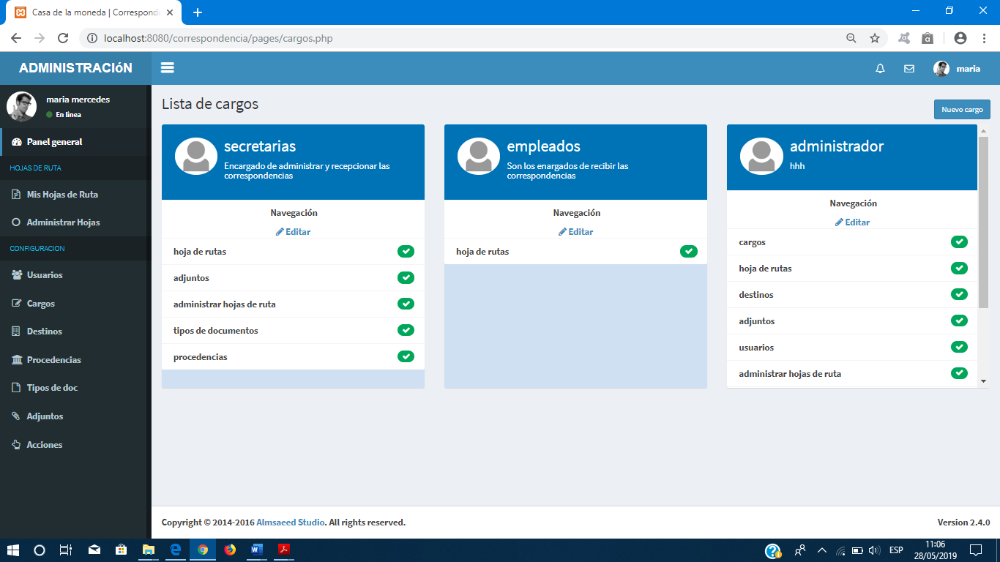 Casa de la moneda | Correspond
localhost:8080/correspondencia/pages/cargos.php
ADMINISTRACIóN
maria
maria mercedes
En linea
Panel general
HOJAS DE RUTA
Mis Hojas de Ruta
Administrar Hojas
CONFIGURACION
Usuarios
Cargos
Destinos
Procedencias
Tipos de doc
Adjuntos
Acciones
Lista de cargos
Nuevo cargo
secretarias
Encargado de administrar y recepcionar las
correspondencias
Navegación
Editar
hoja de rutas
adjuntos
administrar hojas de ruta
tipos de documentos
procedencias
empleados
Son los enargados de recibir las
correspondencias
Navegación
Editar
hoja de rutas
administrador
hhh
Navegación
Editar
cargos
hoja de rutas
destinos
adjuntos
usuarios
administrar hojas de ruta
Copyright © 2014-2016 Almsaeed Studio. All rights reserved.
Version 2.4.0
ESP
11:06
28/05/2019